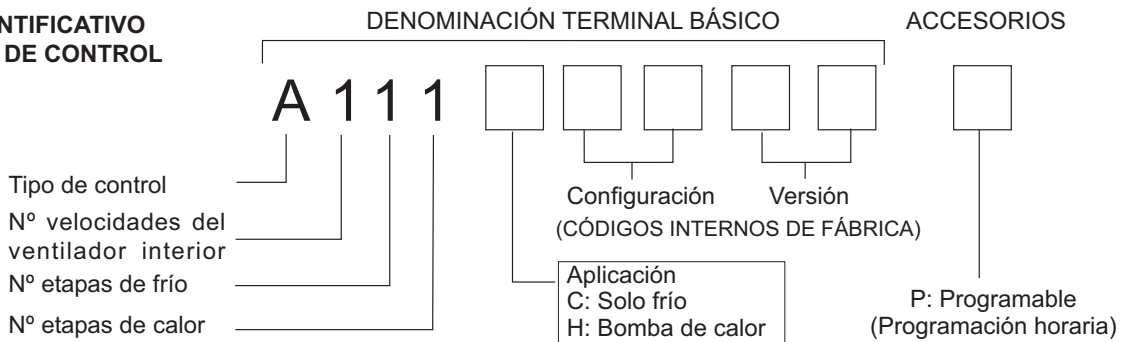 DENOMINACIÓN TERMINAL BÁSICO
ACCESORIOS
DE CONTROL
A 1 1 1
Tipo de control
Nº velocidades del
ventilador interior
Nº etapas de frío
Nº etapas de calor
Configuración
Versión
(CÓDIGOS INTERNOS DE FÁBRICA)
Aplicación
C: Solo frío
H: Bomba de calor
P: Programable
(Programación horaria)